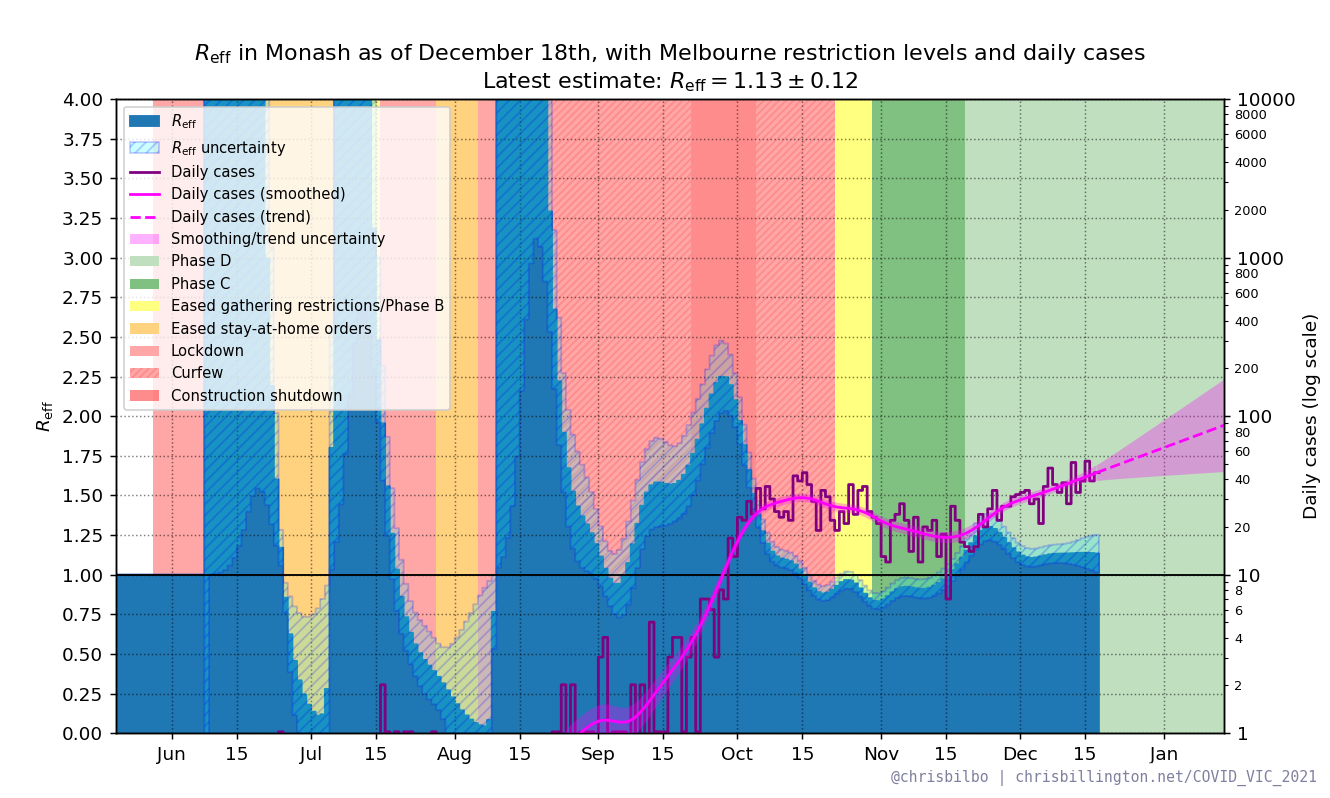 Reff in Monash as of December 18th, with Melbourne restriction levels and daily cases
Latest estimate: Reff = 1.13 ± 0.12
Reff
4.00
3.75
3.50
3.25
3.00
2.75
2.50
2.25
2.00
1.75
1.50
1.25
1.00
0.75
0.50
0.25
0.00
Reff
Reff uncertainty
Daily cases
Daily cases (smoothed)
Daily cases (trend)
Smoothing/trend uncertainty
Phase D
Phase C
Eased gathering restrictions/Phase B
Eased stay-at-home orders
Lockdown
Curfew
Construction shutdown
10000
8000
6000
4000
2000
1000
800
600
400
200
100
80
60
40
20
10
8
6
4
2
1
Daily cases (log scale)
Jun 15 Jul 15 Aug 15 Sep 15 Oct 15 Nov 15 Dec 15 Jan
@chrisbilbo | chrisbillington.net/COVID_VIC_2021